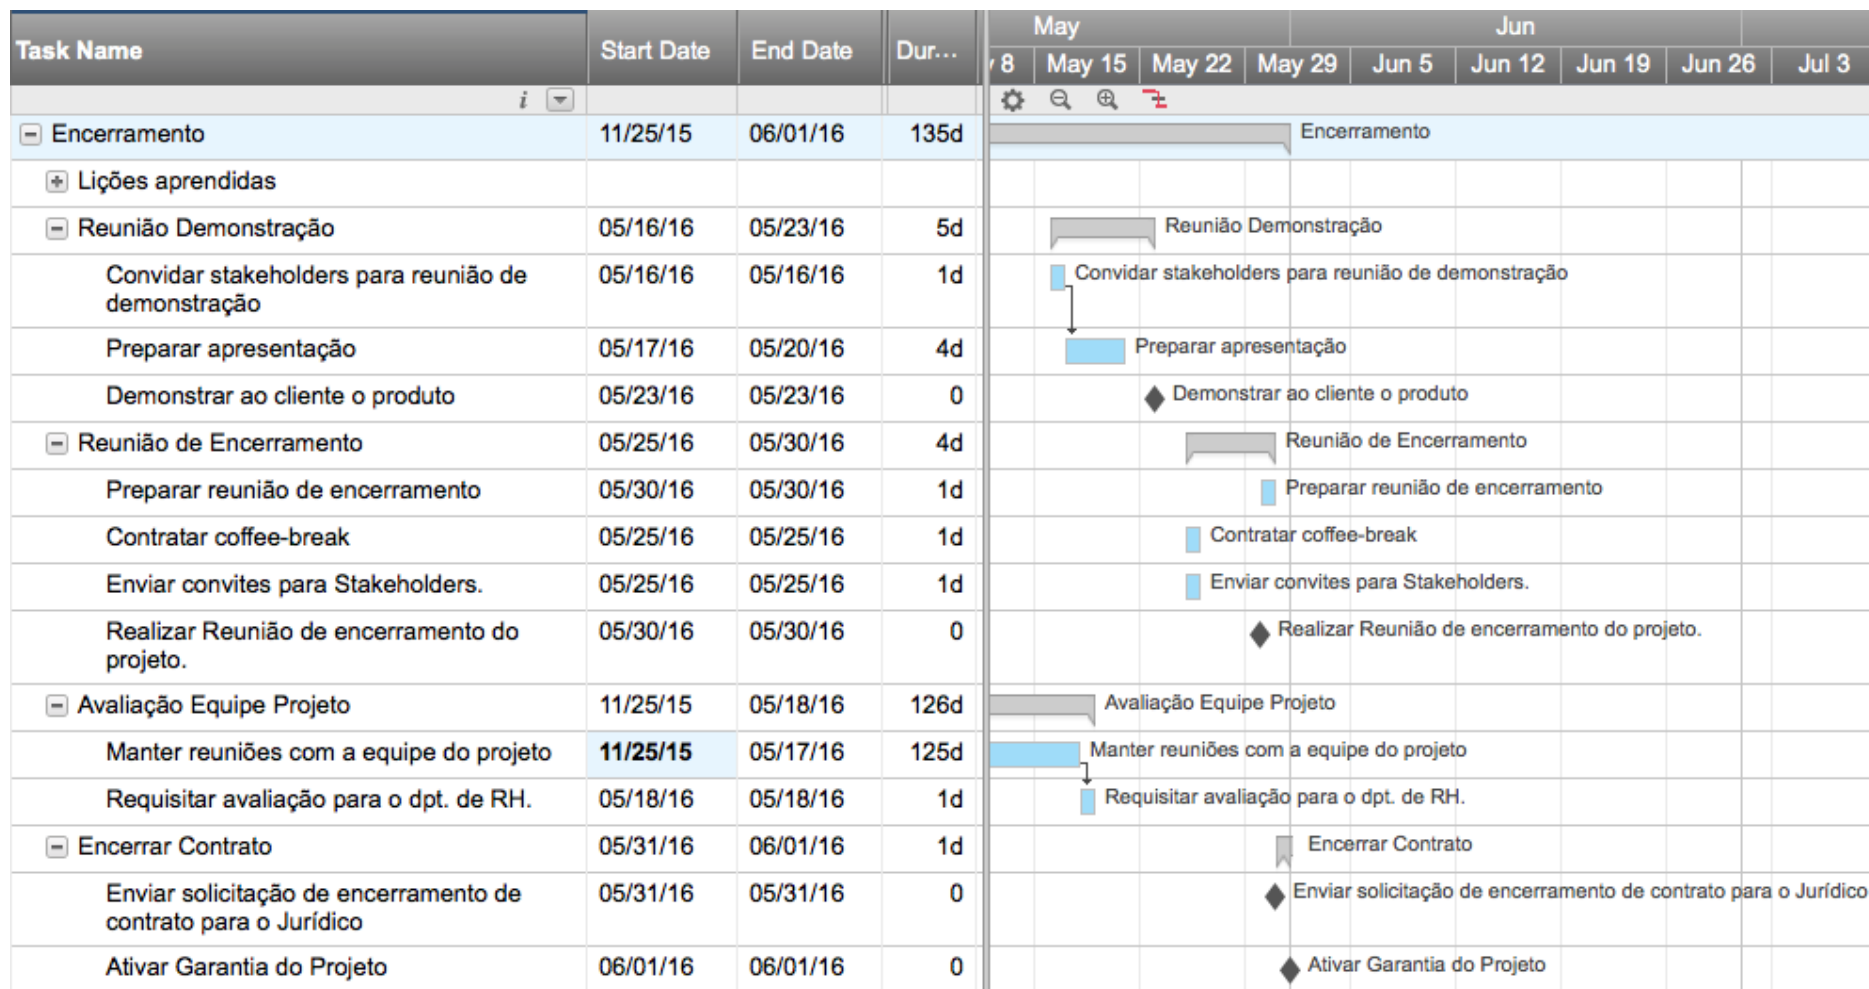 Task Name Start Date End Date Dur... May Jun
8 May 15 May 22 May 29 Jun 5 Jun 12 Jun 19 Jun 26 Jul 3
i
Encerramento 11/25/15 06/01/16 135d Encerramento
Lições aprendidas
Reunião Demonstração 05/16/16 05/23/16 5d Reunião Demonstração
Convidar stakeholders para reunião de 05/16/16 05/16/16 1d Convidar stakeholders para reunião de demonstração
demonstração
Preparar apresentação 05/17/16 05/20/16 4d Preparar apresentação
Demonstrar ao cliente o produto 05/23/16 05/23/16 0 Demonstrar ao cliente o produto
Reunião de Encerramento 05/25/16 05/30/16 4d Reunião de Encerramento
Preparar reunião de encerramento 05/30/16 05/30/16 1d Preparar reunião de encerramento
Contratar coffee-break 05/25/16 05/25/16 1d Contratar coffee-break
Enviar convites para Stakeholders. 05/25/16 05/25/16 1d Enviar convites para Stakeholders.
Realizar Reunião de encerramento do 05/30/16 05/30/16 0 Realizar Reunião de encerramento do projeto.
projeto.
Avaliação Equipe Projeto 11/25/15 05/18/16 126d Avaliação Equipe Projeto
Manter reuniões com a equipe do projeto 11/25/15 05/17/16 125d Manter reuniões com a equipe do projeto
Requisitar avaliação para o dpt. de RH. 05/18/16 05/18/16 1d Requisitar avaliação para o dpt. de RH.
Encerrar Contrato 05/31/16 06/01/16 1d Encerrar Contrato
Enviar solicitação de encerramento de 05/31/16 05/31/16 0 Enviar solicitação de encerramento de contrato para o Jurídico
contrato para o Jurídico
Ativar Garantia do Projeto 06/01/16 06/01/16 0 Ativar Garantia do Projeto